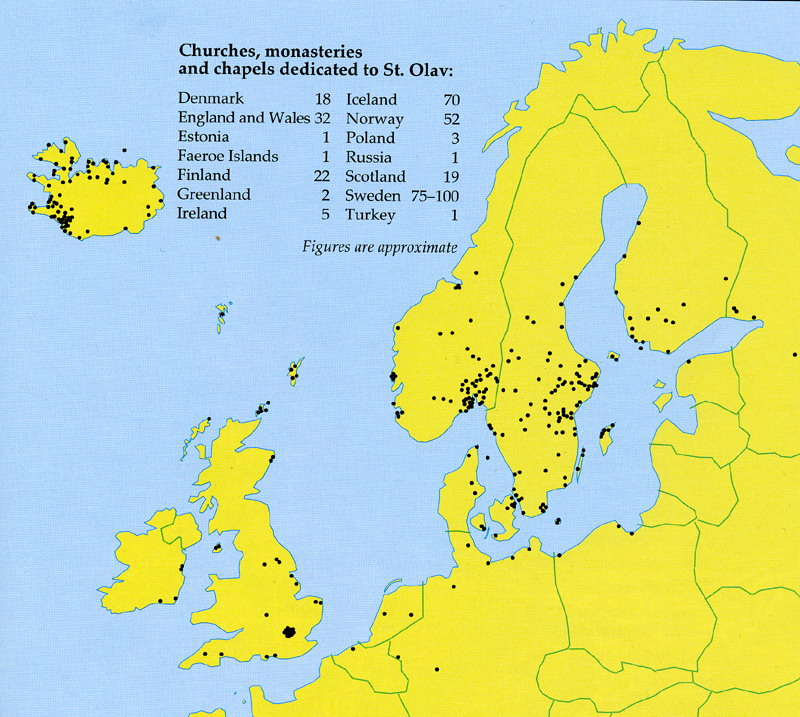 Churches, monasteries
and chapels dedicated to St. Olav:
Denmark 18 Iceland 70
England and Wales 32 Norway 52
Estonia 1 Poland 3
Faeroe Islands 1 Russia 1
Finland 22 Scotland 19
Greenland 2 Sweden 75–100
Ireland 5 Turkey 1
Figures are approximate